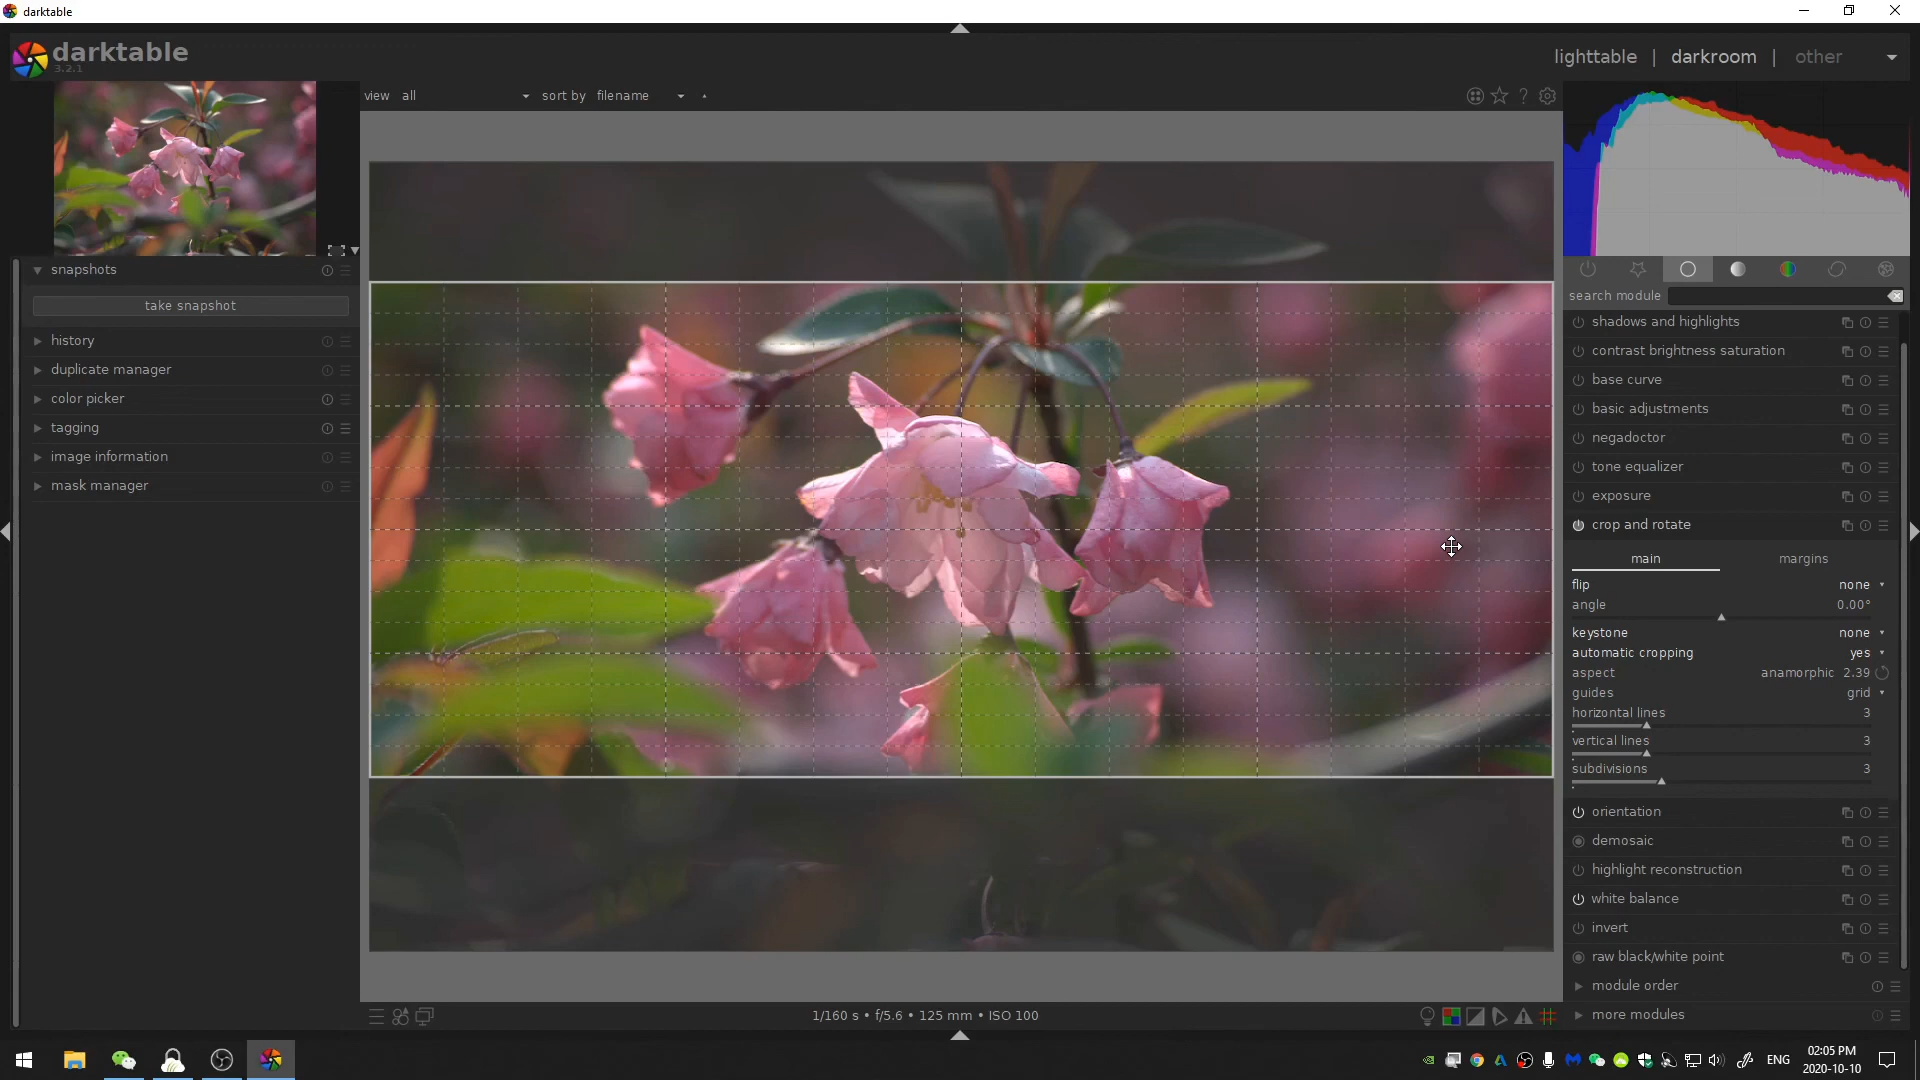 darktable
darktable
3.2.1
lighttable | darkroom | other
view all sort by filename
snapshots
take snapshot
history
duplicate manager
color picker
tagging
image information
mask manager
search module
shadows and highlights
contrast brightness saturation
base curve
basic adjustments
negadoctor
tone equalizer
exposure
crop and rotate
main margins
flip none
angle 0.00°
keystone none
automatic cropping yes
aspect anamorphic 2.39
guides grid
horizontal lines 3
vertical lines 3
subdivisions 3
orientation
demosaic
highlight reconstruction
white balance
invert
raw black/white point
module order
more modules
1/160 s • f/5.6 • 125 mm • ISO 100
ENG
02:05 PM
2020-10-10